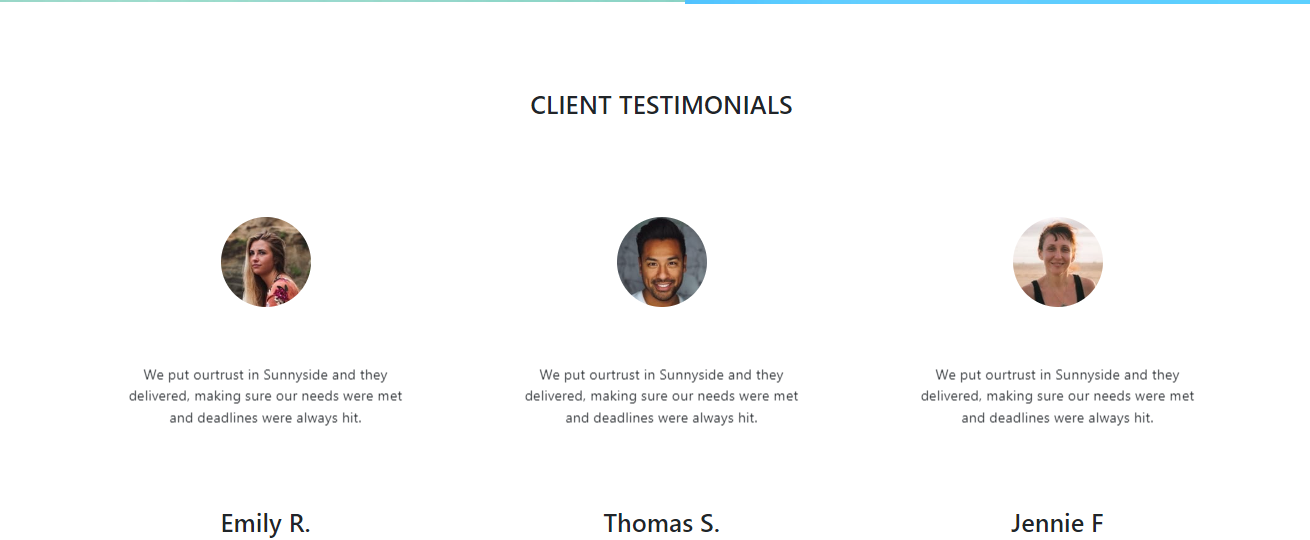 CLIENT TESTIMONIALS
We put ourtrust in Sunnyside and they
delivered, making sure our needs were met
and deadlines were always hit.
Emily R.
We put ourtrust in Sunnyside and they
delivered, making sure our needs were met
and deadlines were always hit.
Thomas S.
We put ourtrust in Sunnyside and they
delivered, making sure our needs were met
and deadlines were always hit.
Jennie F